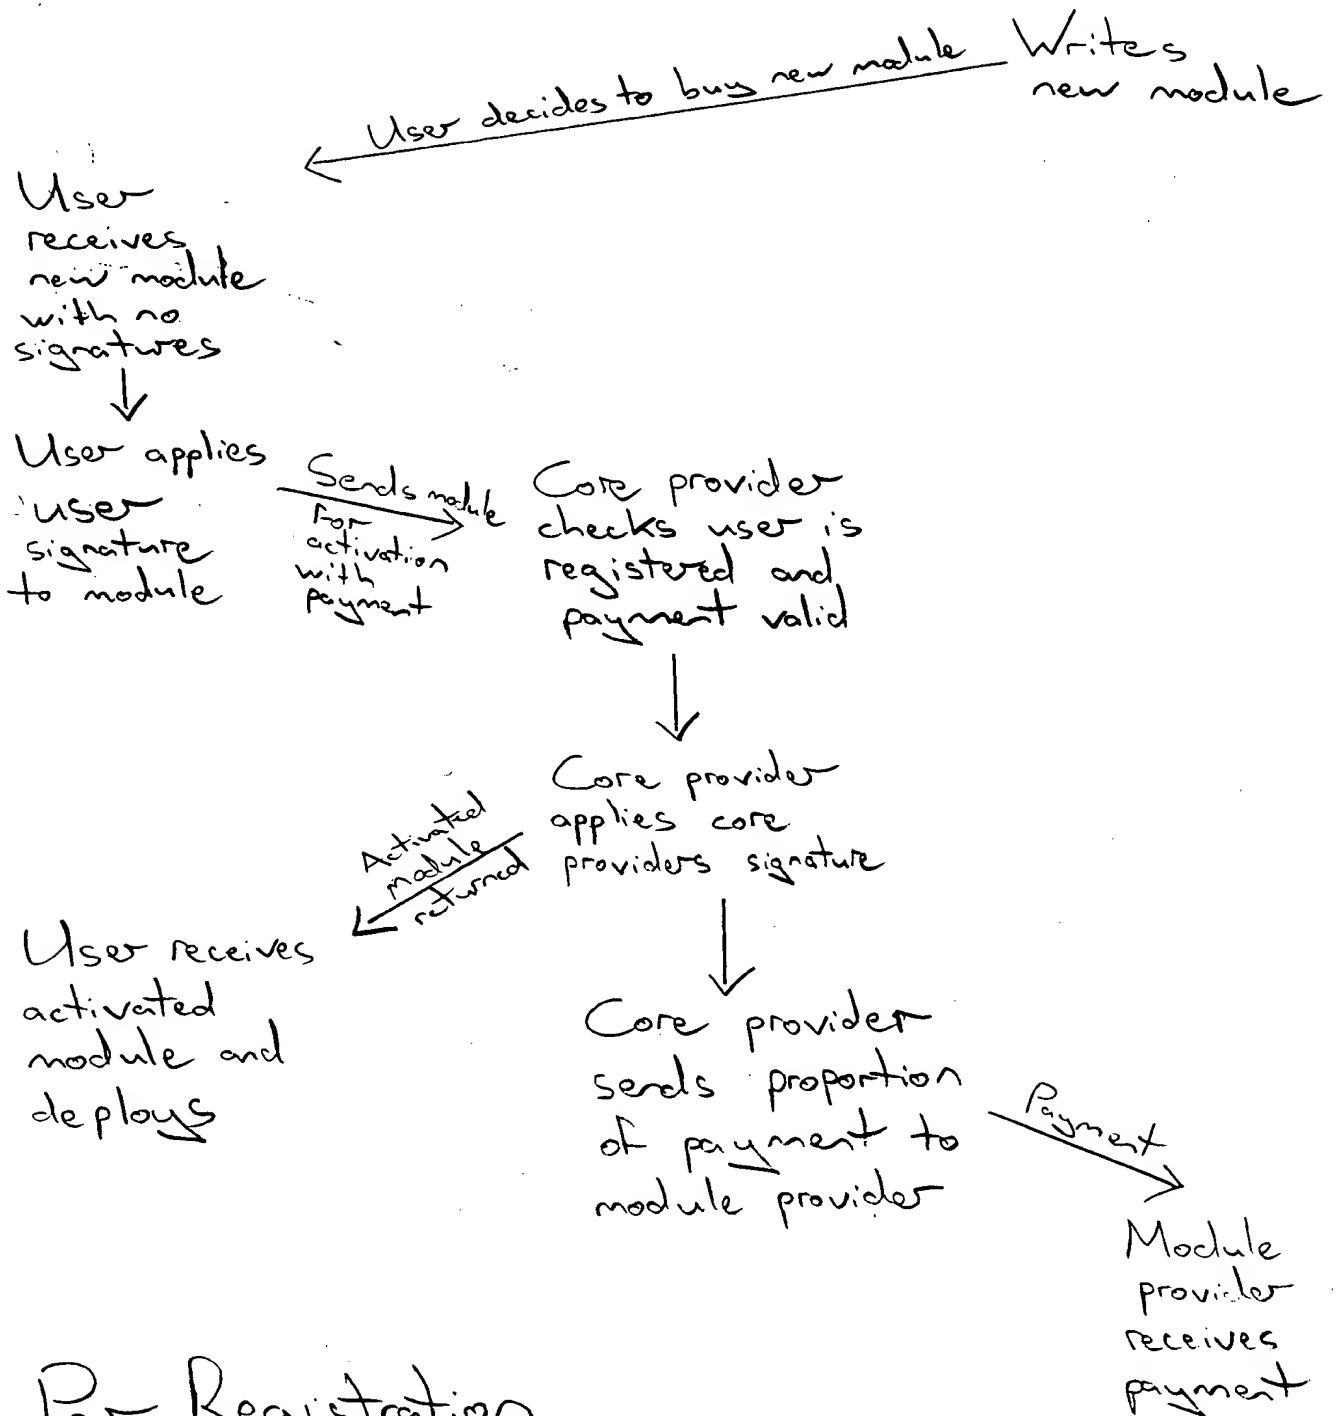 Writes
new module
User decides to buy new module
User
receives
new module
with no
signatures
User applies
user
signature
to module
Sends module
for
activation
with
payment
Core provider
checks user is
registered and
payment valid
Core provider
applies core
providers signature
Activated
module
returned
User receives
activated
module and
deploys
Core provider
sends proportion
of payment to
module provider
Payment
Module
provider
receives
payment
Registration